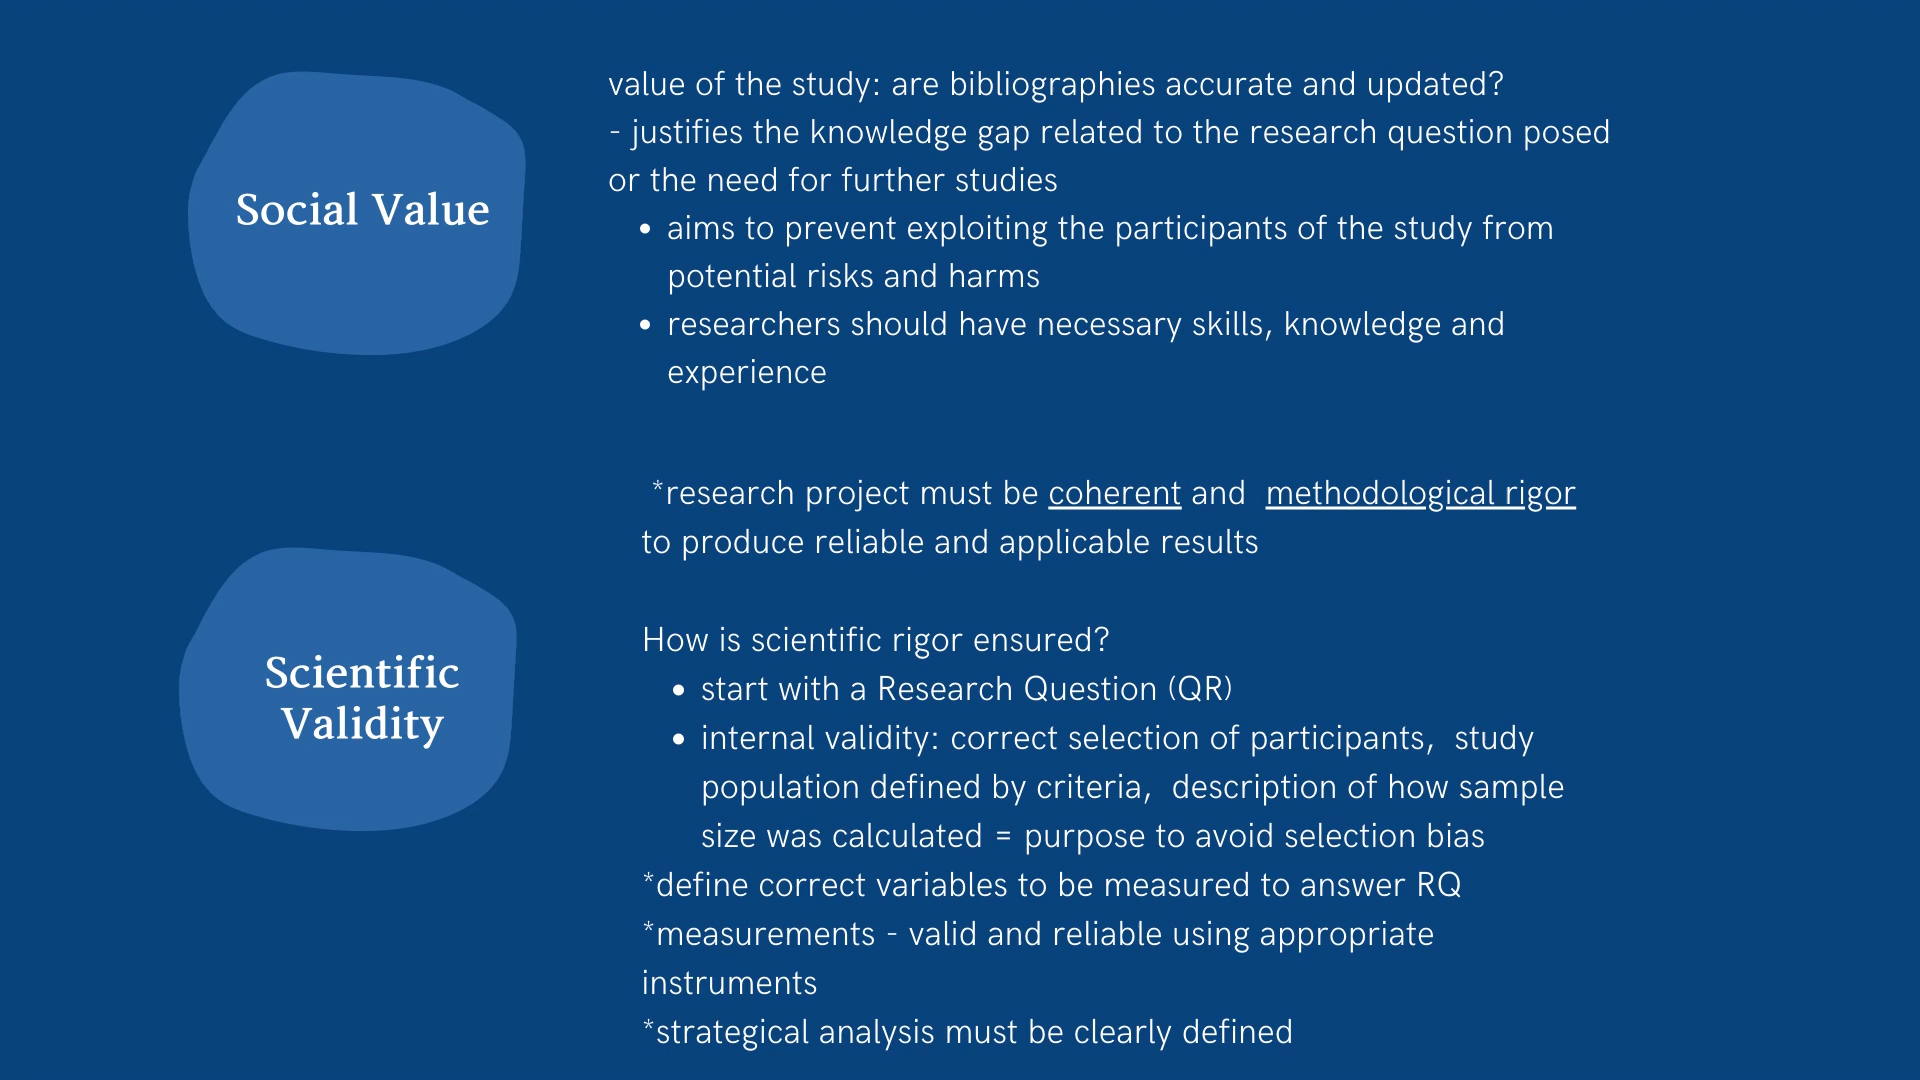 Social Value
value of the study: are bibliographies accurate and updated?
- justifies the knowledge gap related to the research question posed
or the need for further studies
• aims to prevent exploiting the participants of the study from
potential risks and harms
• researchers should have necessary skills, knowledge and
experience
Scientific
Validity
*research project must be coherent and methodological rigor
to produce reliable and applicable results
How is scientific rigor ensured?
• start with a Research Question (QR)
• internal validity: correct selection of participants, study
population defined by criteria, description of how sample
size was calculated = purpose to avoid selection bias
*define correct variables to be measured to answer RQ
*measurements - valid and reliable using appropriate
instruments
*strategical analysis must be clearly defined